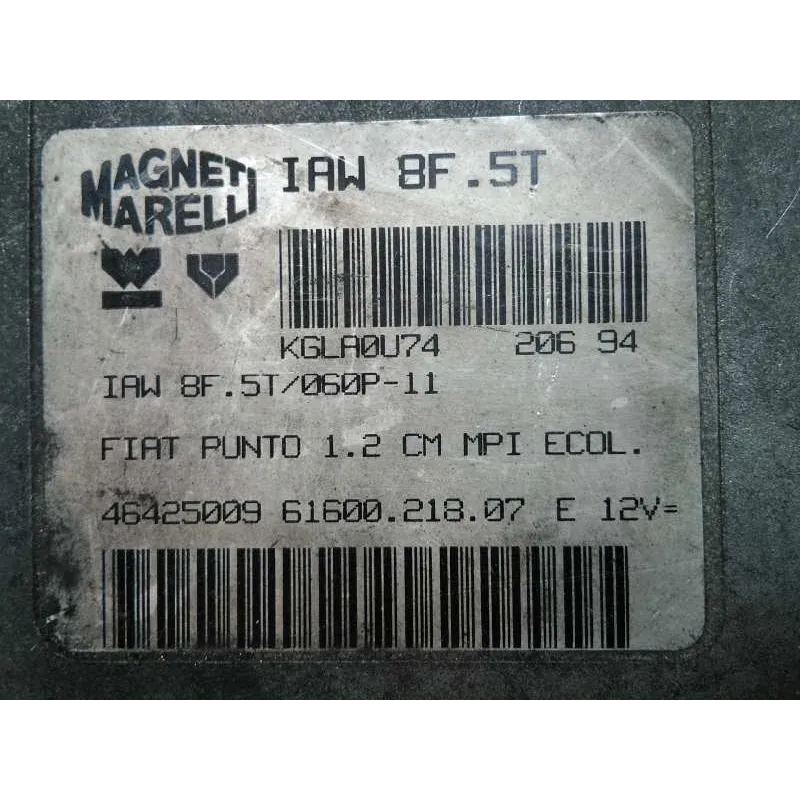 MAGNETI
MARELLI
IAW 8F.5T
KGLA0U74 206 94
IAW 8F.5T/060P-11
FIAT PUNTO 1.2 CM MPI ECOL.
46425009 61600.218.07 E 12V=